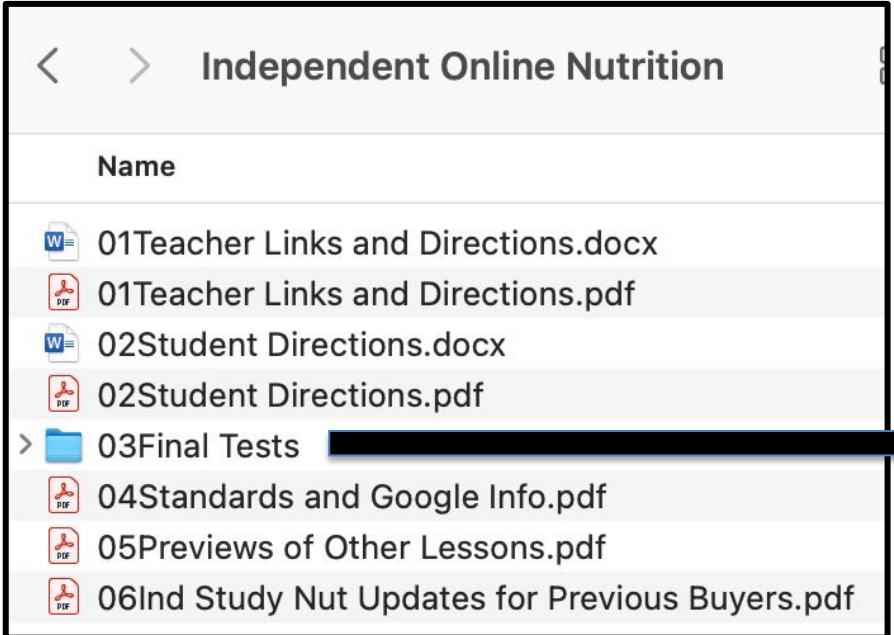 Independent Online Nutrition
Name
01Teacher Links and Directions.docx
01Teacher Links and Directions.pdf
02Student Directions.docx
02Student Directions.pdf
03Final Tests
04Standards and Google Info.pdf
05Previews of Other Lessons.pdf
06Ind Study Nut Updates for Previous Buyers.pdf